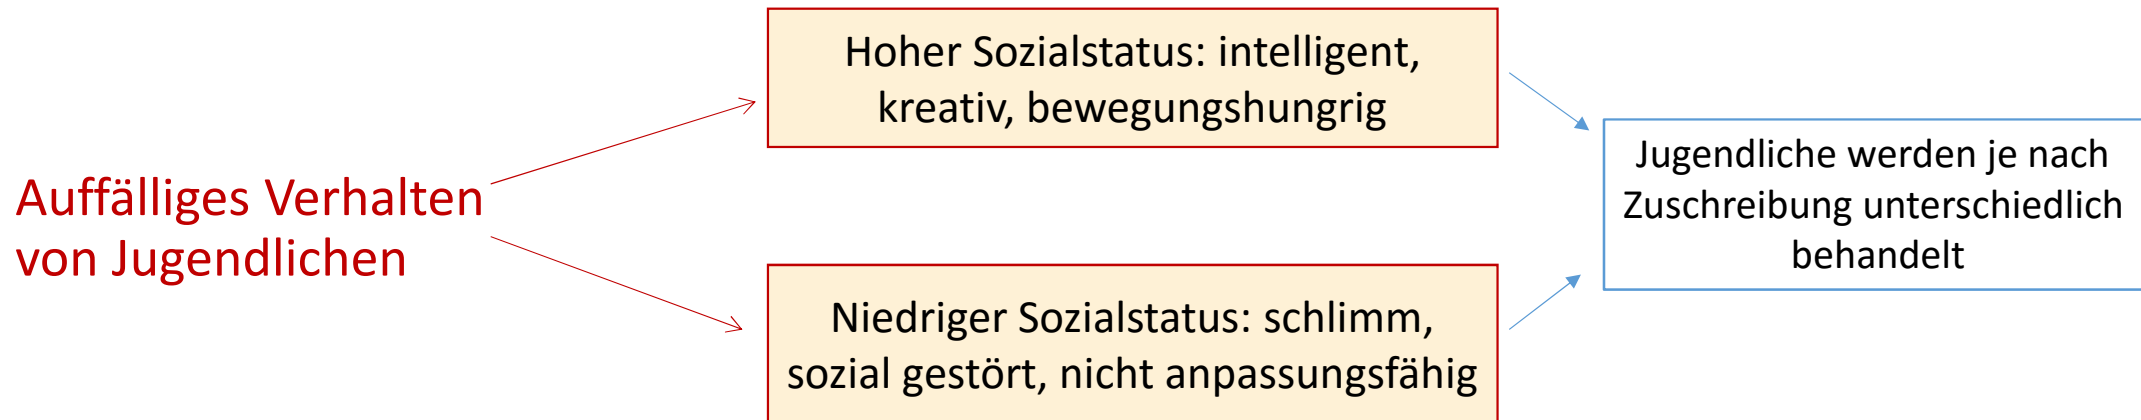 Hoher Sozialstatus: intelligent,
kreativ, bewegungshungrig
Auffälliges Verhalten
von Jugendlichen
Jugendliche werden je nach
Zuschreibung unterschiedlich
behandelt
Niedriger Sozialstatus: schlimm,
sozial gestört, nicht anpassungsfähig